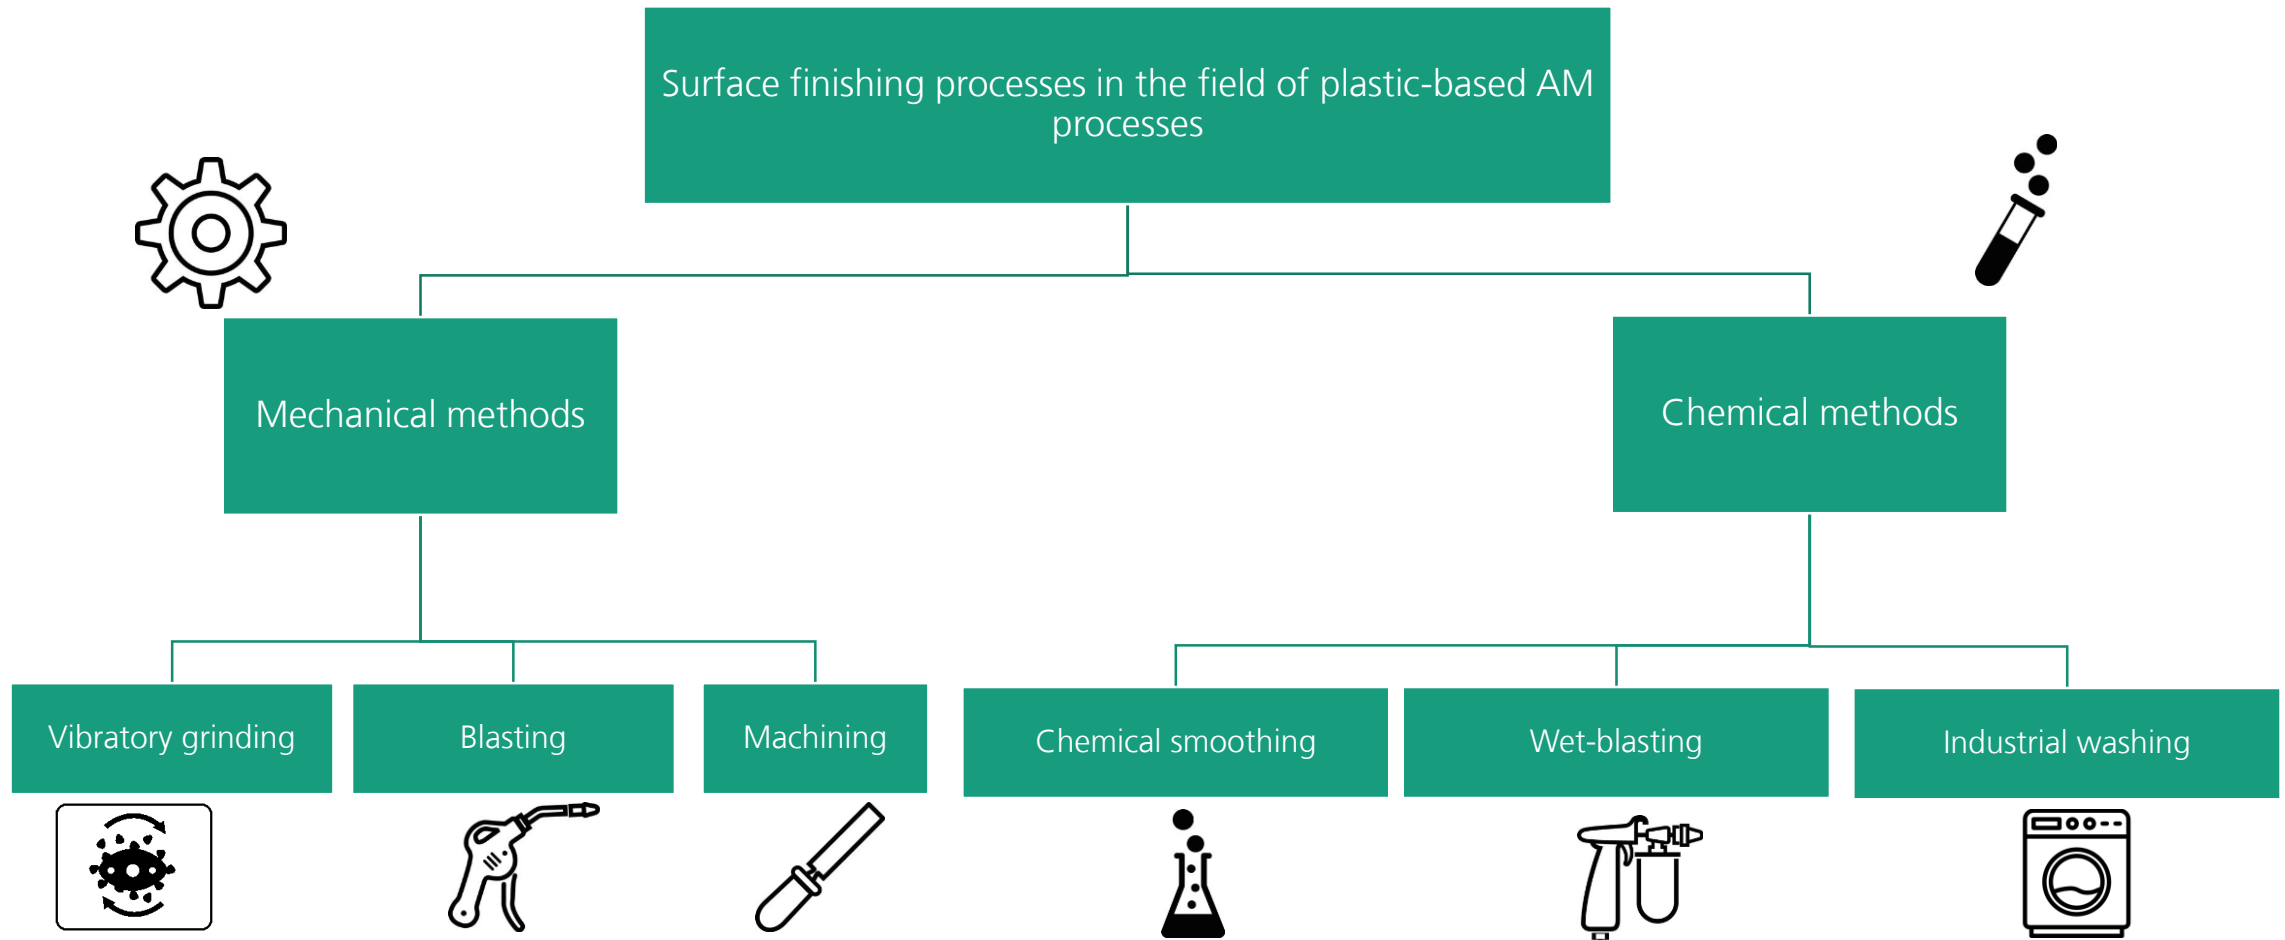 Surface finishing processes in the field of plastic-based AM
processes
Mechanical methods
Chemical methods
Vibratory grinding
Blasting
Machining
Chemical smoothing
Wet-blasting
Industrial washing